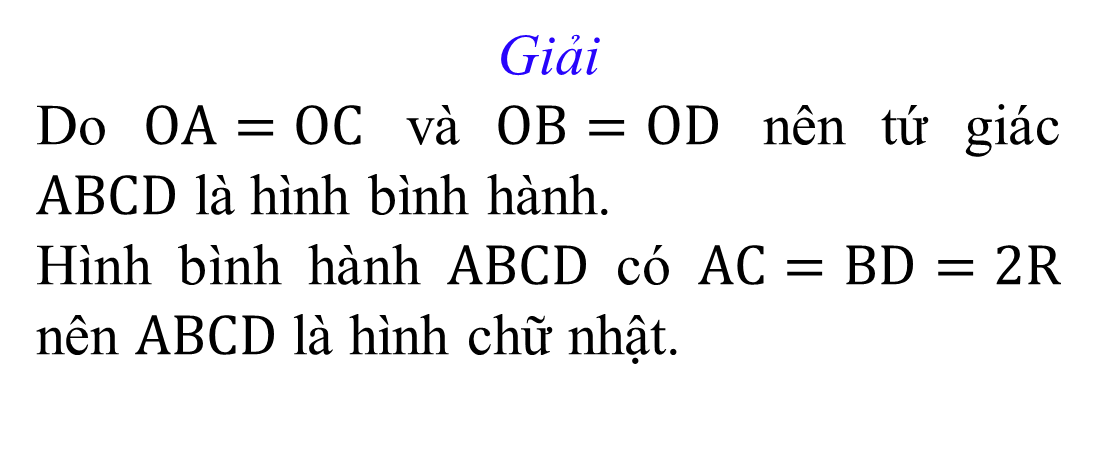 Giải
Do OA = OC và OB = OD nên tứ giác
ABCD là hình bình hành.
Hình bình hành ABCD có AC = BD = 2R
nên ABCD là hình chữ nhật.